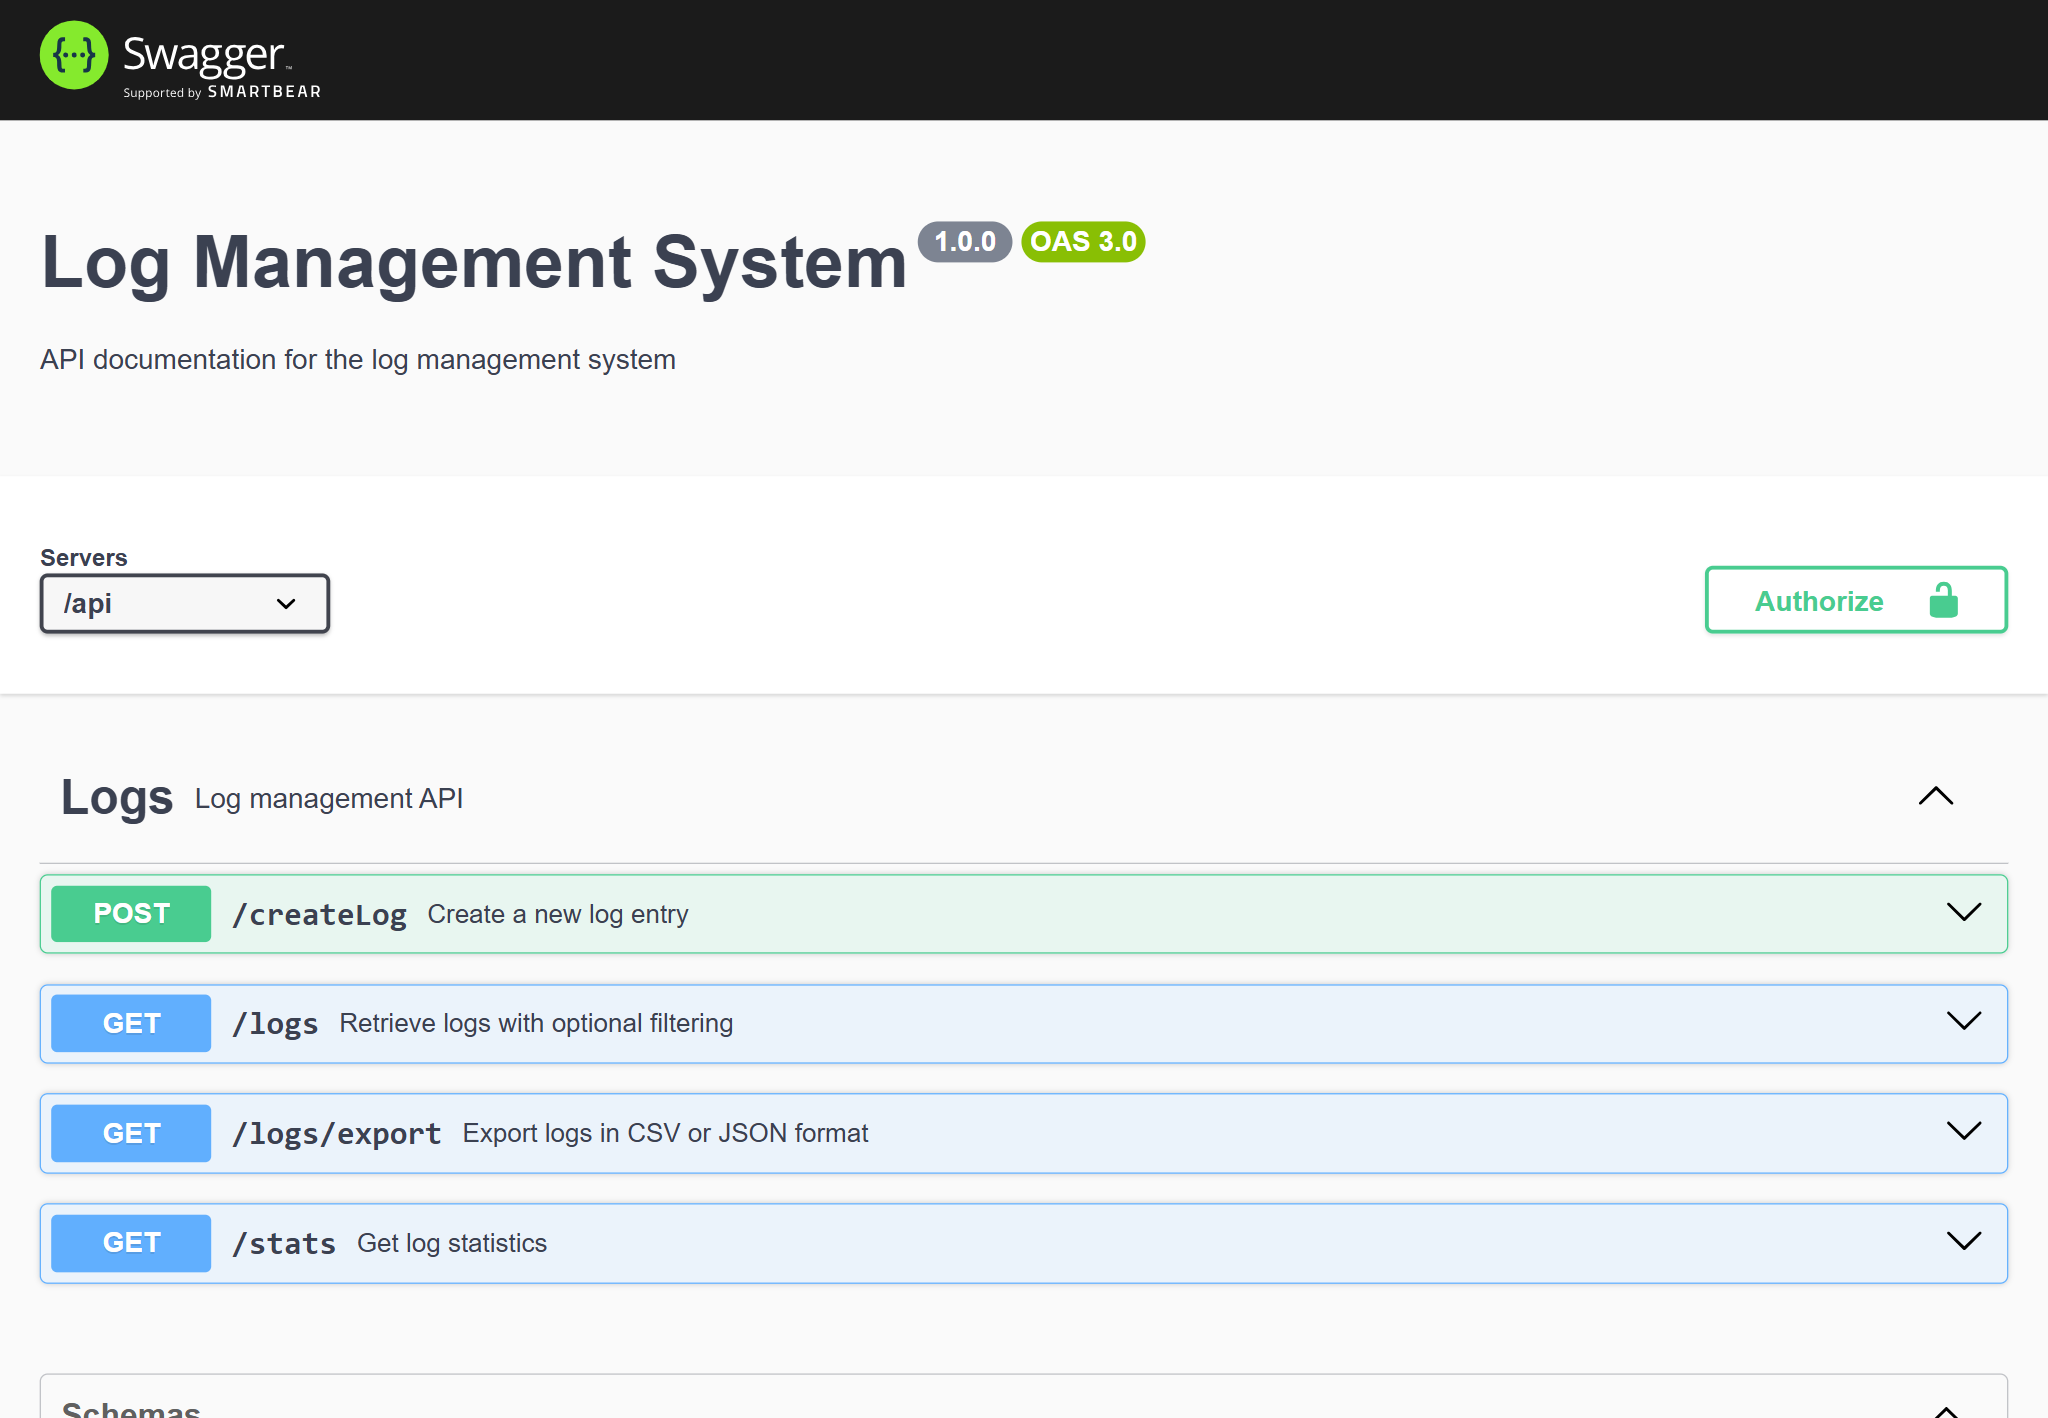 Swagger™
Supported by SMARTBEAR
Log Management System 1.0.0 OAS 3.0
API documentation for the log management system
Servers
/api
Authorize
Logs Log management API
POST /createLog Create a new log entry
GET /logs Retrieve logs with optional filtering
GET /logs/export Export logs in CSV or JSON format
GET /stats Get log statistics
Schemas